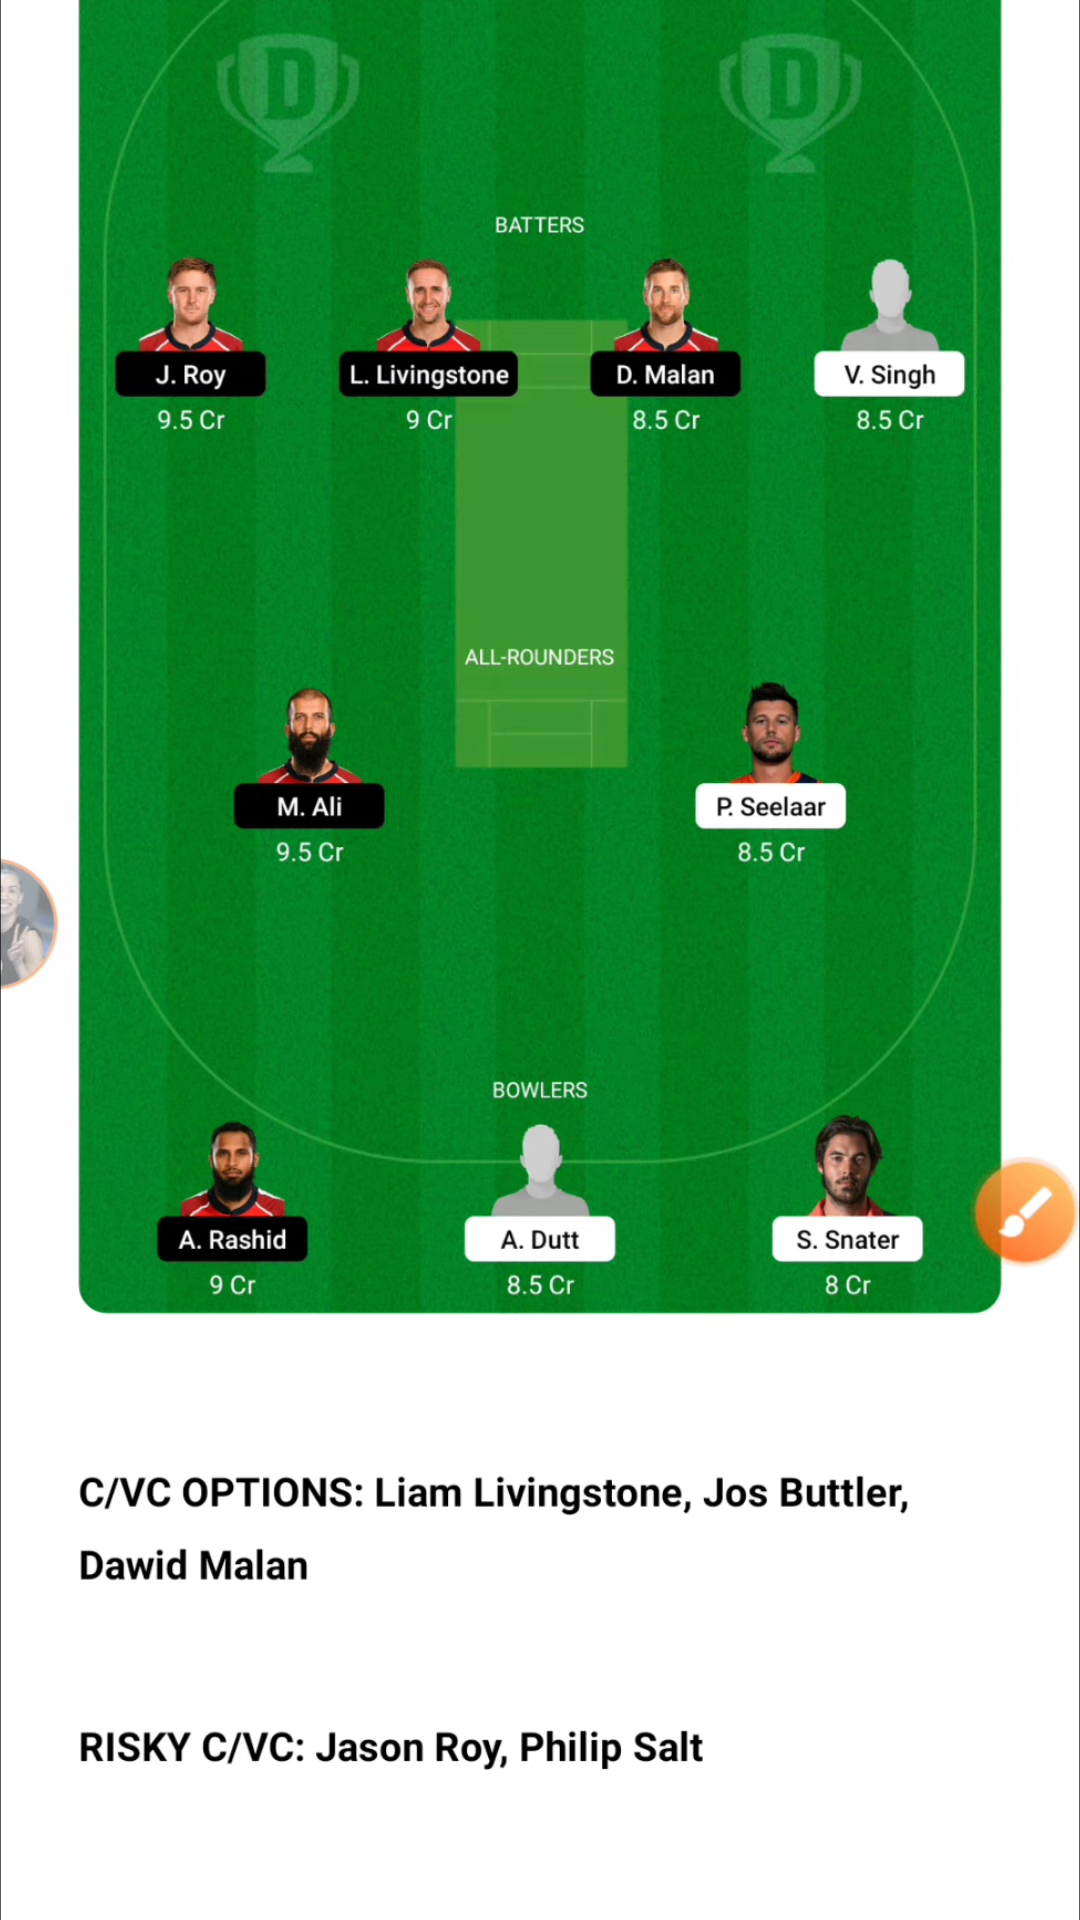 D D
BATTERS
J. Roy L. Livingstone D. Malan V. Singh
9.5 Cr 9 Cr 8.5 Cr 8.5 Cr
ALL-ROUNDERS
M. Ali P. Seelaar
9.5 Cr 8.5 Cr
BOWLERS
A. Rashid A. Dutt S. Snater
9 Cr 8.5 Cr 8 Cr
C/VC OPTIONS: Liam Livingstone, Jos Buttler,
Dawid Malan
RISKY C/VC: Jason Roy, Philip Salt